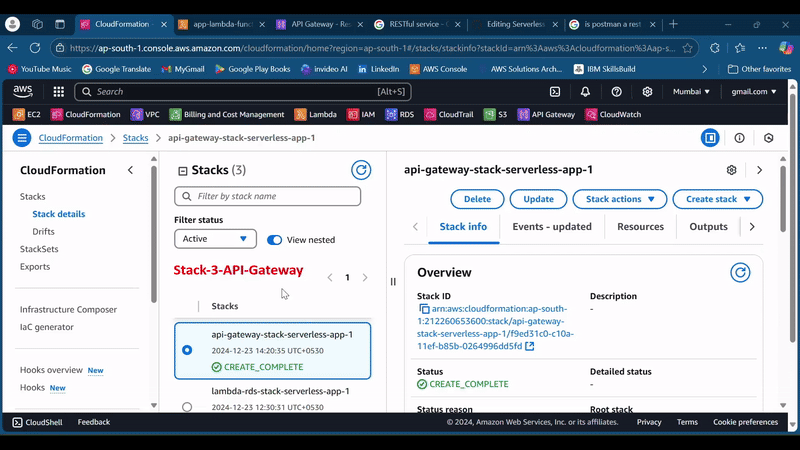 CloudFormation -
app-lambda-func
API Gateway - Res
RESTful service - G
Editing Serverless
is postman a rest
https://ap-south-1.console.aws.amazon.com/cloudformation/home?region=ap-south-1#/stacks/stackinfo?stackId=arn%3Aaws%3Acloudformation%3Aap-s...
YouTube Music
Google Translate
MyGmail
Google Play Books
invideo AI
LinkedIn
AWS Console
AWS Solutions Arch...
IBM SkillsBuild
Other favorites
aws
Search
[Alt+S]
Mumbai
gmail.com
EC2
CloudFormation
VPC
Billing and Cost Management
Lambda
IAM
RDS
CloudTrail
S3
API Gateway
CloudWatch
CloudFormation
Stacks
api-gateway-stack-serverless-app-1
CloudFormation
Stacks
Stack details
Drifts
StackSets
Exports
Infrastructure Composer
IaC generator
Hooks overview New
Hooks New
Stacks (3)
Filter by stack name
Filter status
Active
View nested
Stack-3-API-Gateway
1
Stacks
api-gateway-stack-serverless-app-1
2024-12-23 14:20:35 UTC+0530
CREATE_COMPLETE
lambda-rds-stack-serverless-app-1
2024-12-23 12:30:31 UTC+0530
api-gateway-stack-serverless-app-1
Delete
Update
Stack actions
Create stack
Stack info
Events - updated
Resources
Outputs
Overview
Stack ID
arn:aws:cloudformation:ap-south-
1:212260653600:stack/api-gateway-
stack-serverless-app-1/f9ed31c0-c10a-
11ef-b85b-0264996dd5fd
Description
-
Status
CREATE_COMPLETE
Detailed status
-
Status reason
Root stack
CloudShell
Feedback
© 2024, Amazon Web Services, Inc. or its affiliates.
Privacy
Terms
Cookie preferences